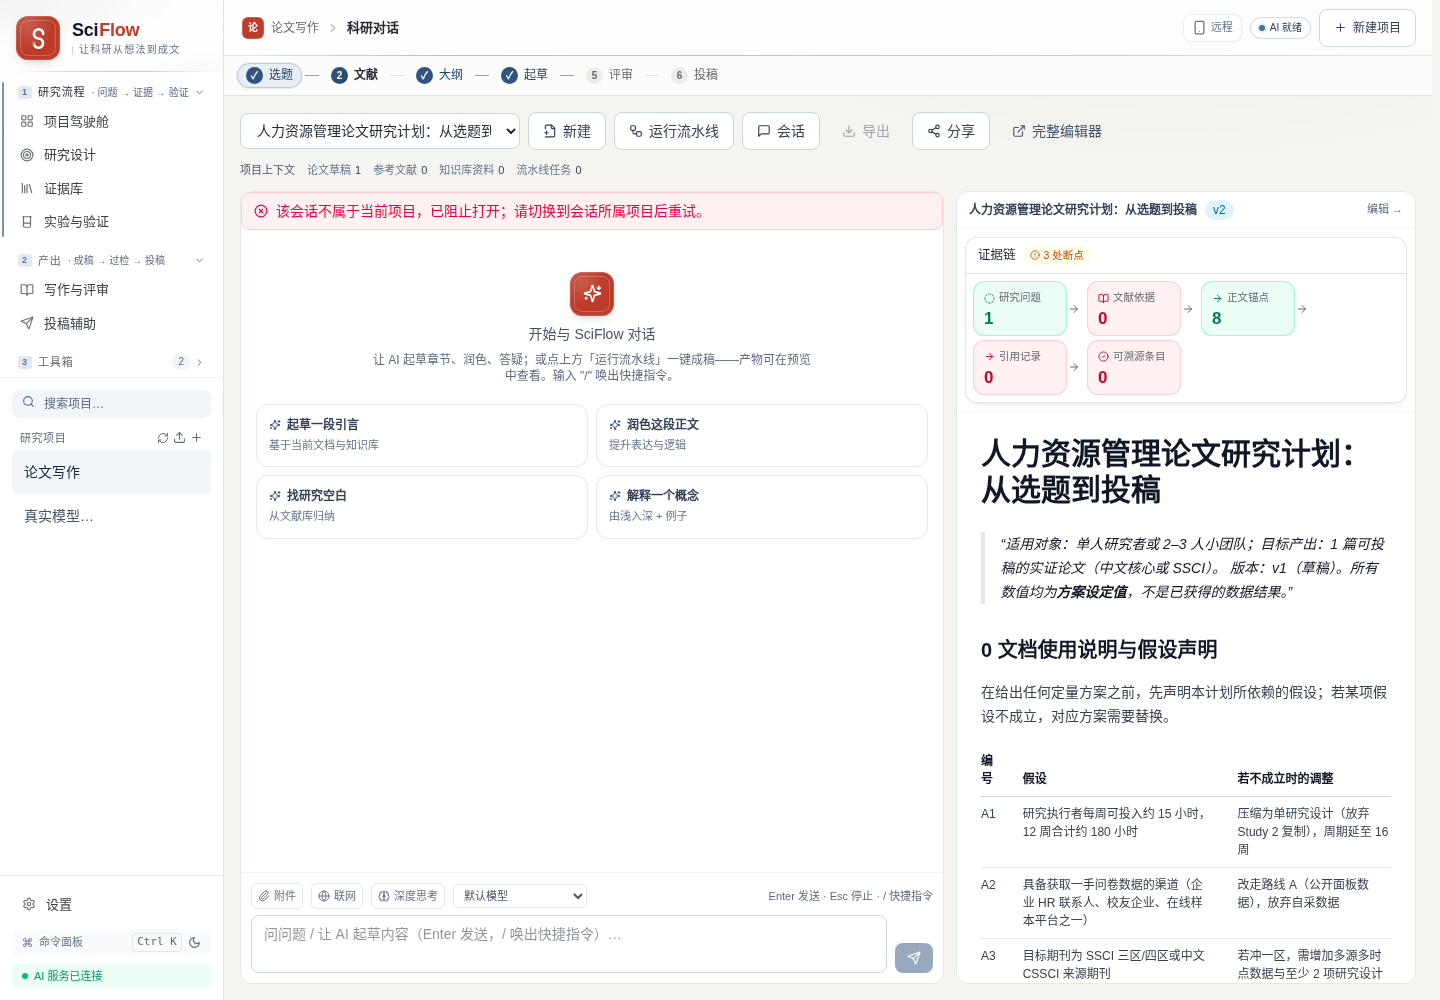 SciFlow
让科研从想法到成文
1 研究流程 · 问题 → 证据 → 验证
项目驾驶舱
研究设计
证据库
实验与验证
2 产出 · 成稿 → 过检 → 投稿
写作与评审
投稿辅助
3 工具箱 2
搜索项目…
研究项目
论文写作
真实模型…
设置
⌘ 命令面板 Ctrl K
AI 服务已连接
论 论文写作 科研对话
远程 AI 就绪 新建项目
选题 2 文献 大纲 起草 5 评审 6 投稿
人力资源管理论文研究计划：从选题到 新建 运行流水线 会话 导出 分享 完整编辑器
项目上下文 论文草稿 1 参考文献 0 知识库资料 0 流水线任务 0
该会话不属于当前项目，已阻止打开；请切换到会话所属项目后重试。
开始与 SciFlow 对话
让 AI 起草章节、润色、答疑；或点上方「运行流水线」一键成稿——产物可在预览
中查看。输入 "/" 唤出快捷指令。
起草一段引言
基于当前文档与知识库
润色这段正文
提升表达与逻辑
找研究空白
从文献库归纳
解释一个概念
由浅入深 + 例子
附件 联网 深度思考 默认模型 Enter 发送 · Esc 停止 · / 快捷指令
问问题 / 让 AI 起草内容（Enter 发送，/ 唤出快捷指令）…
人力资源管理论文研究计划：从选题到投稿 v2 编辑 →
证据链 3 处断点
研究问题
1
文献依据
0
正文锚点
8
引用记录
0
可溯源条目
0
人力资源管理论文研究计划：
从选题到投稿
“适用对象：单人研究者或 2–3 人小团队；目标产出：1 篇可投
稿的实证论文（中文核心或 SSCI）。 版本：v1（草稿）。所有
数值均为方案设定值，不是已获得的数据结果。”
0 文档使用说明与假设声明
在给出任何定量方案之前，先声明本计划所依赖的假设；若某项假
设不成立，对应方案需要替换。
编号 假设 若不成立时的调整
A1 研究执行者每周可投入约 15 小时，
12 周合计约 180 小时
压缩为单研究设计（放弃
Study 2 复制），周期延至 16
周
A2 具备获取一手问卷数据的渠道（企
业 HR 联系人、校友企业、在线样
本平台之一）
改走路线 A（公开面板数
据），放弃自采数据
A3 目标期刊为 SSCI 三区/四区或中文
CSSCI 来源期刊
若冲一区，需增加多源多时
点数据与至少 2 项研究设计